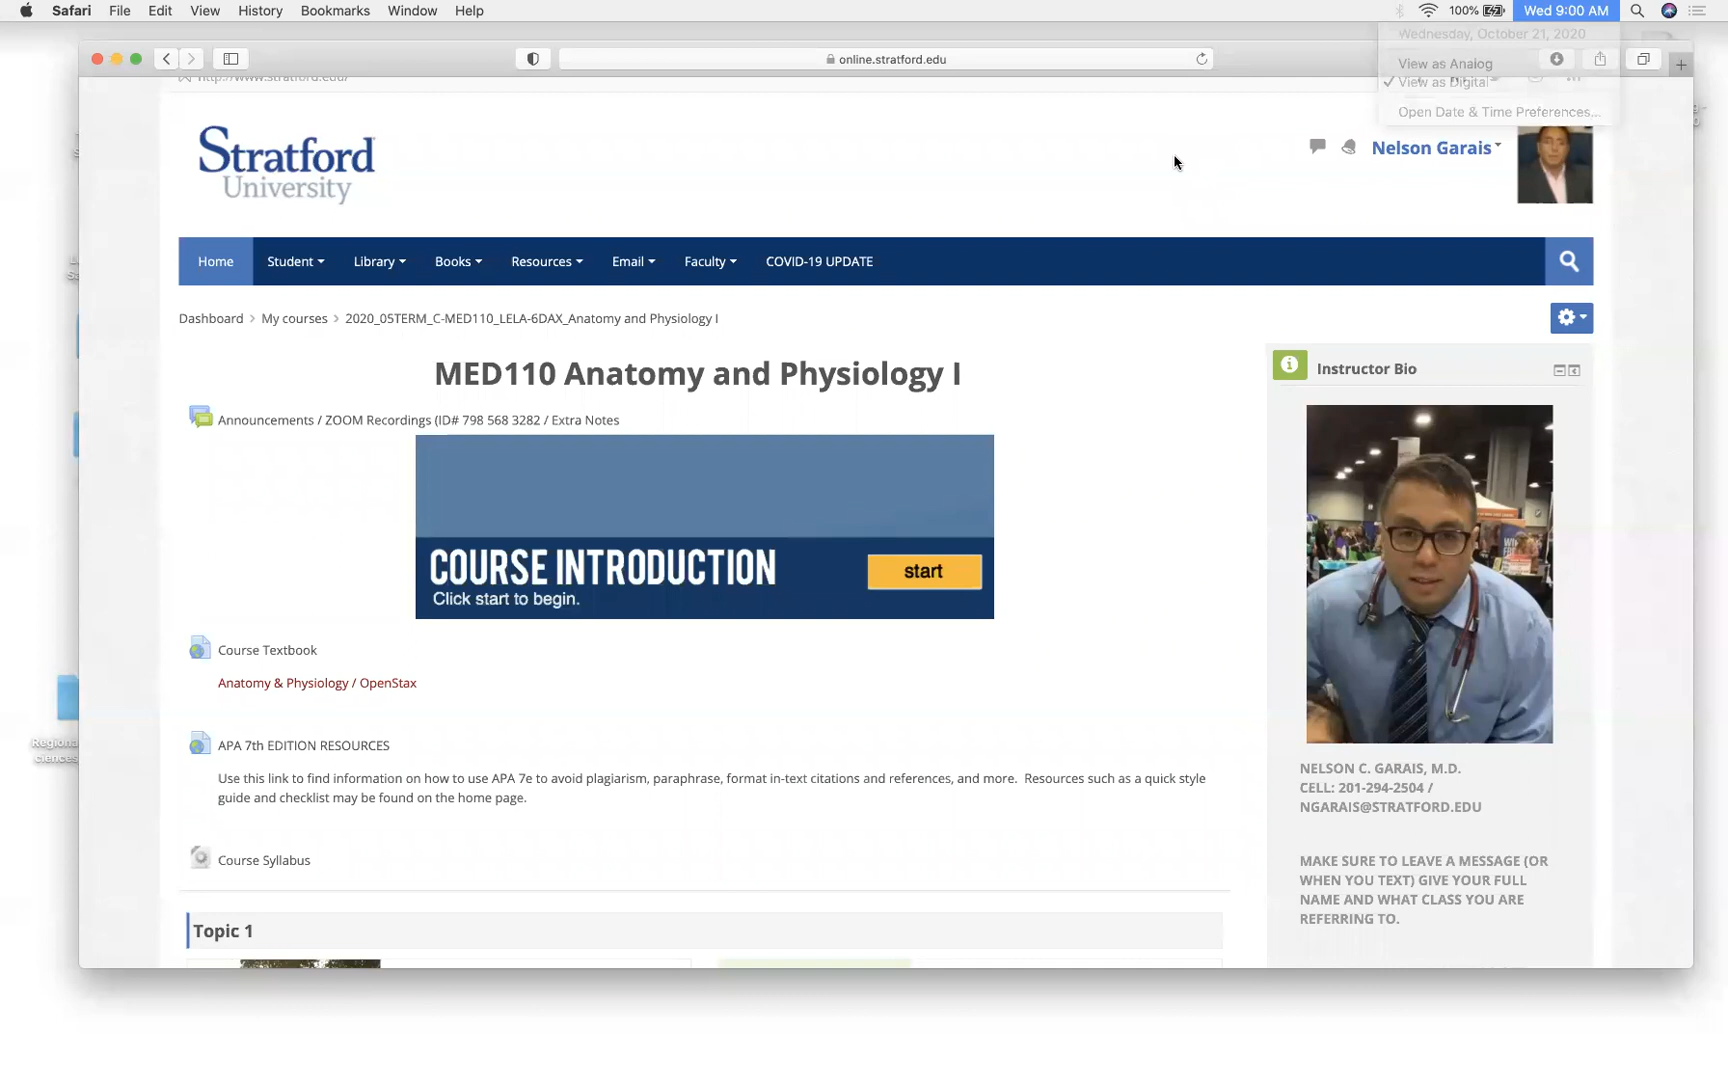 Safari File Edit View History Bookmarks Window Help 100% Wed 9:00 AM
Wednesday, October 21, 2020
View as Analog
✓ View as Digital
Open Date & Time Preferences...
online.stratford.edu
http://www.stratford.edu/
Stratford
University
Nelson Garais
Home Student Library Books Resources Email Faculty COVID-19 UPDATE
Dashboard > My courses > 2020_05TERM_C-MED110_LELA-6DAX_Anatomy and Physiology I
MED110 Anatomy and Physiology I
Announcements / ZOOM Recordings (ID# 798 568 3282 / Extra Notes
COURSE INTRODUCTION
Click start to begin.
start
Course Textbook
Anatomy & Physiology / OpenStax
APA 7th EDITION RESOURCES
Use this link to find information on how to use APA 7e to avoid plagiarism, paraphrase, format in-text citations and references, and more. Resources such as a quick style
guide and checklist may be found on the home page.
Course Syllabus
Topic 1
Instructor Bio
NELSON C. GARAIS, M.D.
CELL: 201-294-2504 /
NGARAIS@STRATFORD.EDU
MAKE SURE TO LEAVE A MESSAGE (OR
WHEN YOU TEXT) GIVE YOUR FULL
NAME AND WHAT CLASS YOU ARE
REFERRING TO.
Regiona
ciences